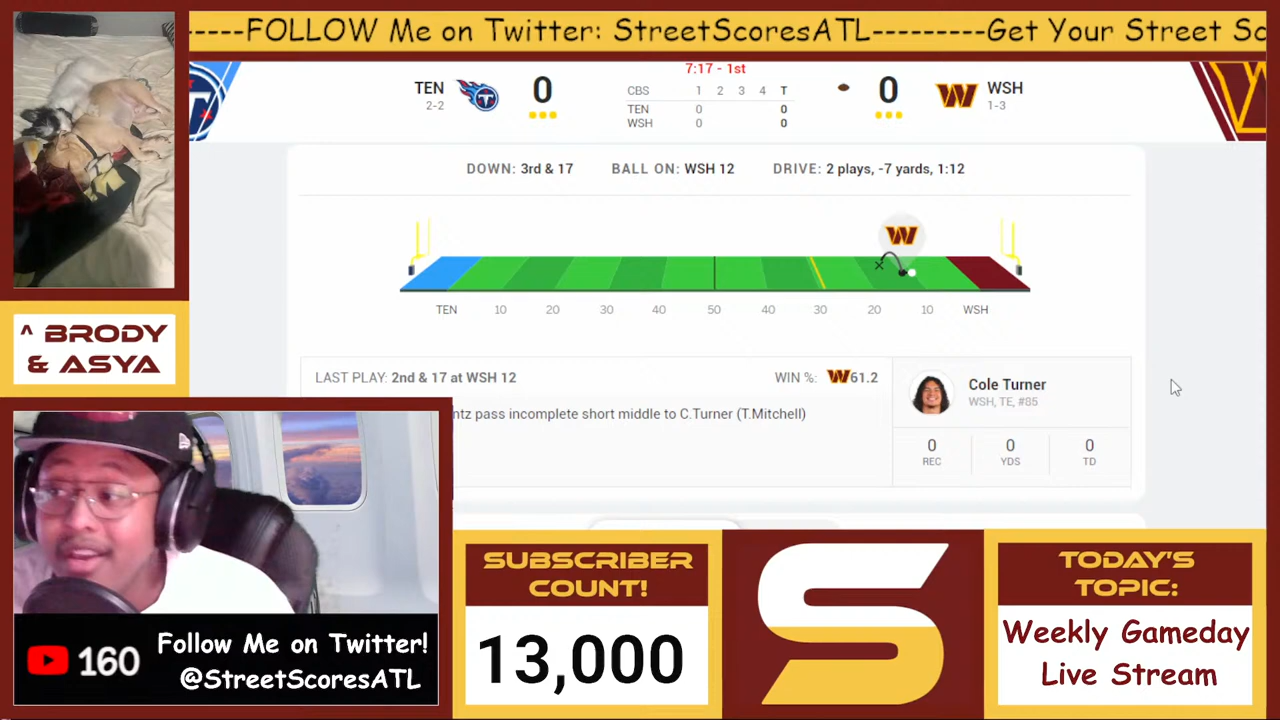 -----FOLLOW Me on Twitter: StreetScoresATL---------Get Your Street Sc
7:17 - 1st
TEN
2-2
0
CBS 1 2 3 4 T
TEN 0 0
WSH 0 0
0
WSH
1-3
DOWN: 3rd & 17 BALL ON: WSH 12 DRIVE: 2 plays, -7 yards, 1:12
TEN 10 20 30 40 50 40 30 20 10 WSH
LAST PLAY: 2nd & 17 at WSH 12
WIN %: W 61.2
ntz pass incomplete short middle to C.Turner (T.Mitchell)
Cole Turner
WSH, TE, #85
0 0 0
REC YDS TD
^ BRODY
& ASYA
160
Follow Me on Twitter!
@StreetScoresATL
SUBSCRIBER
COUNT!
13,000
S
TODAY'S
TOPIC:
Weekly Gameday
Live Stream